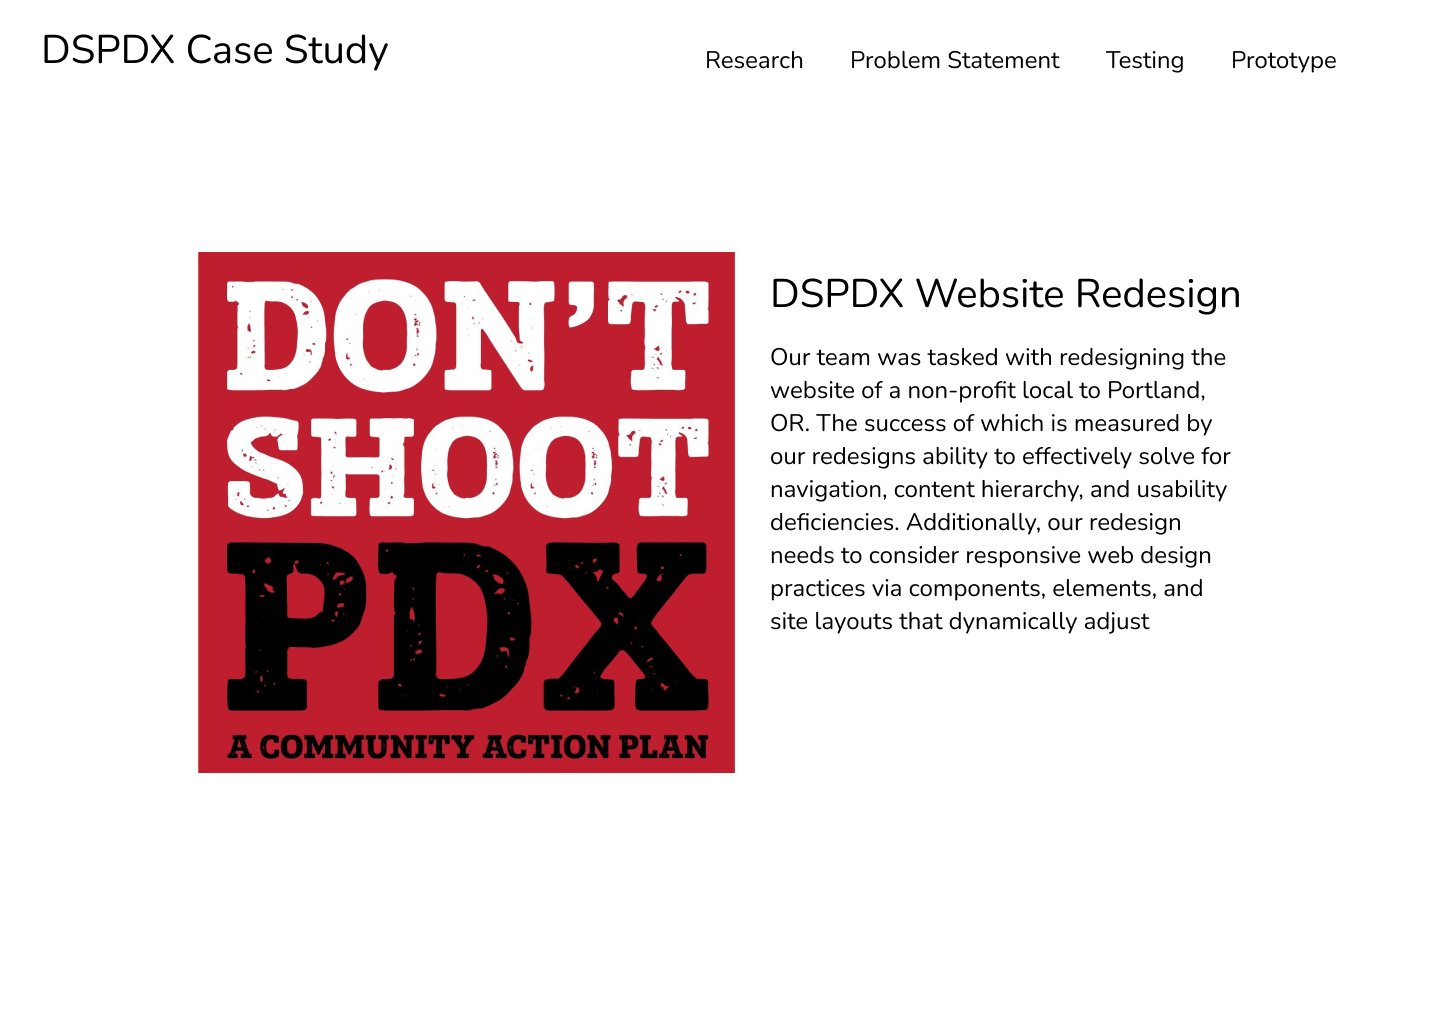 DSPDX Case Study
Research Problem Statement Testing Prototype
DON’T
SHOOT
PDX
A COMMUNITY ACTION PLAN
DSPDX Website Redesign
Our team was tasked with redesigning the
website of a non-profit local to Portland,
OR. The success of which is measured by
our redesigns ability to effectively solve for
navigation, content hierarchy, and usability
deficiencies. Additionally, our redesign
needs to consider responsive web design
practices via components, elements, and
site layouts that dynamically adjust